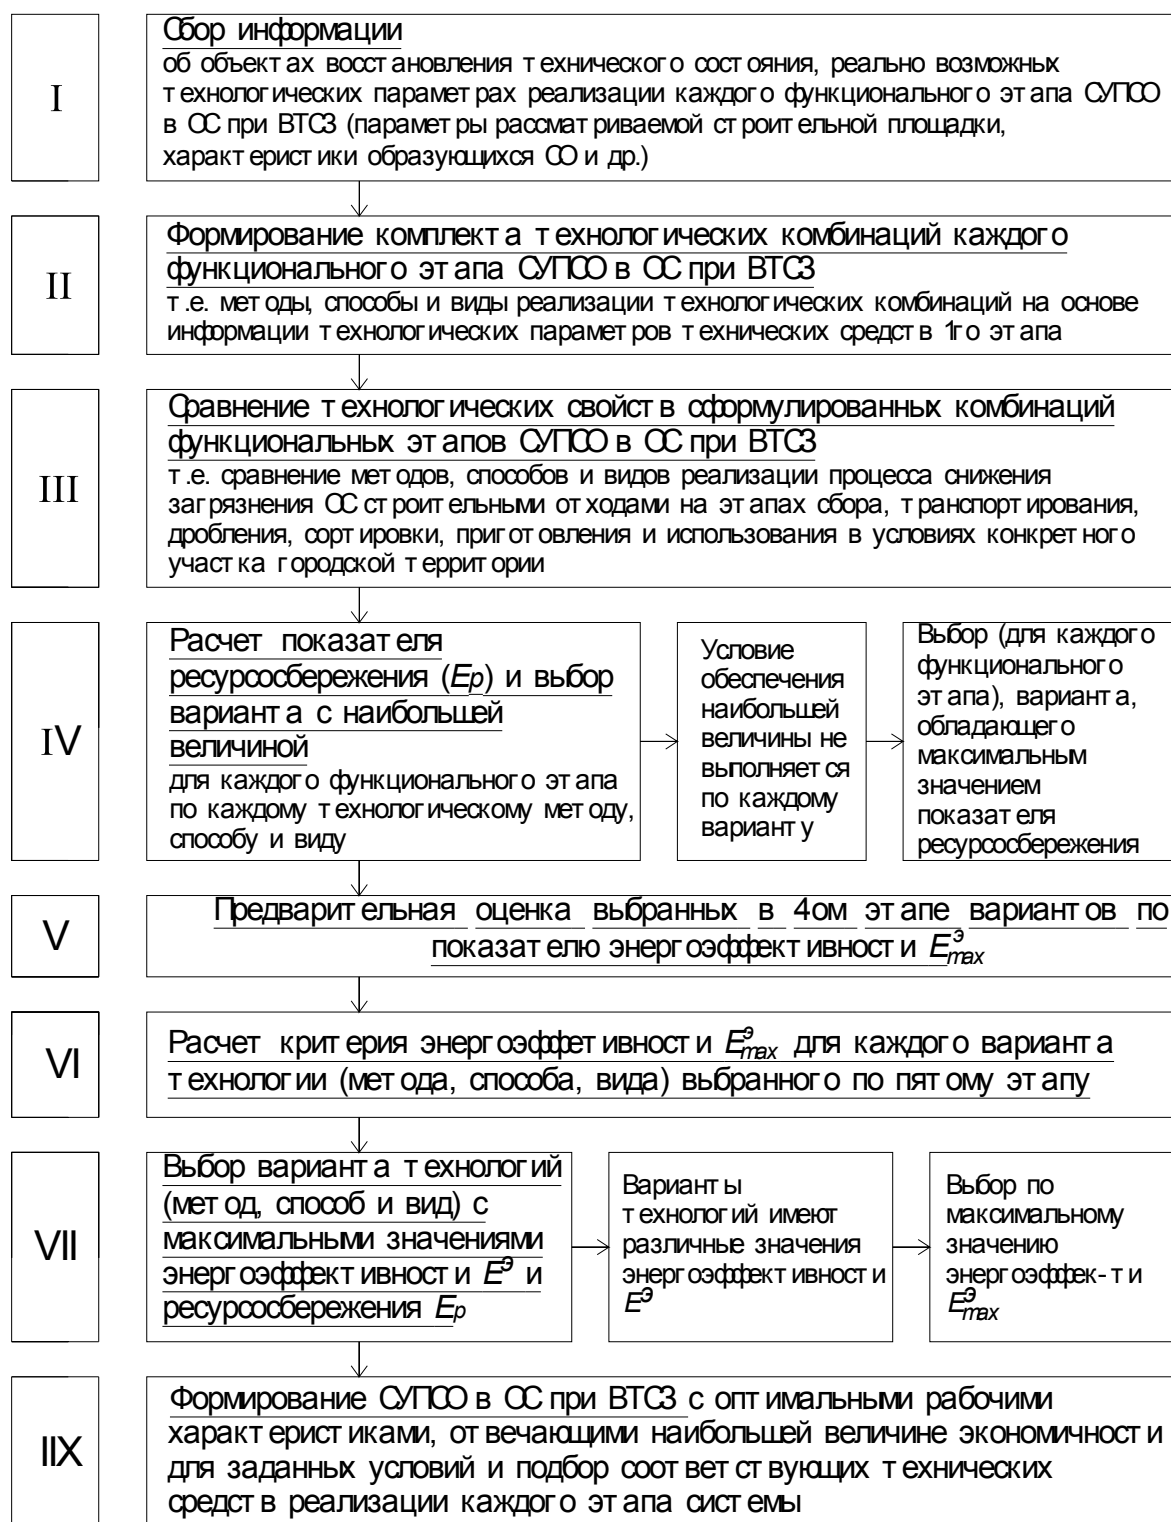 I
Сбор информации
об объектах восстановления технического состояния, реально возможных
технологических параметрах реализации каждого функционального этапа СУПСО
в ОС при ВТСЗ (параметры рассматриваемой строительной площадки,
характеристики образующихся СО и др.)
II
Формирование комплекта технологических комбинаций каждого
функционального этапа СУПСО в ОС при ВТСЗ
т.е. методы, способы и виды реализации технологических комбинаций на основе
информации технологических параметров технических средств 1го этапа
III
Сравнение технологических свойств сформулированных комбинаций
функциональных этапов СУПСО в ОС при ВТСЗ
т.е. сравнение методов, способов и видов реализации процесса снижения
загрязнения ОС строительными отходами на этапах сбора, транспортирования,
дробления, сортировки, приготовления и использования в условиях конкретного
участка городской территории
IV
Расчет показателя
ресурсосбережения (Ep) и выбор
варианта с наибольшей
величиной
для каждого функционального этапа
по каждому технологическому методу,
способу и виду
Условие
обеспечения
наибольшей
величины не
выполняется
по каждому
варианту
Выбор (для каждого
функционального
этапа), варианта,
обладающего
максимальным
значением
показателя
ресурсосбережения
V
Предварительная оценка выбранных в 4ом этапе вариантов по
показателю энергоэффективности E^э_max
VI
Расчет критерия энергоэффетивности E^э_max для каждого варианта
технологии (метода, способа, вида) выбранного по пятому этапу
VII
Выбор варианта технологий
(метод, способ и вид) с
максимальными значениями
энергоэффективности E^э и
ресурсосбережения Ep
Варианты
технологий имеют
различные значения
энергоэффективности
E^э
Выбор по
максимальному
значению
энергоэффек-ти
E^э_max
IIX
Формирование СУПСО в ОС при ВТСЗ с оптимальными рабочими
характеристиками, отвечающими наибольшей величине экономичности
для заданных условий и подбор соответствующих технических
средств реализации каждого этапа системы